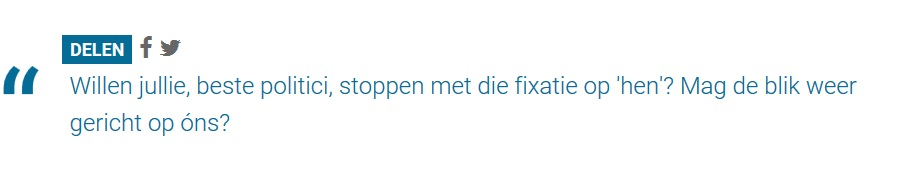 DELEN
“
Willen jullie, beste politici, stoppen met die fixatie op 'hen'? Mag de blik weer
gericht op óns?